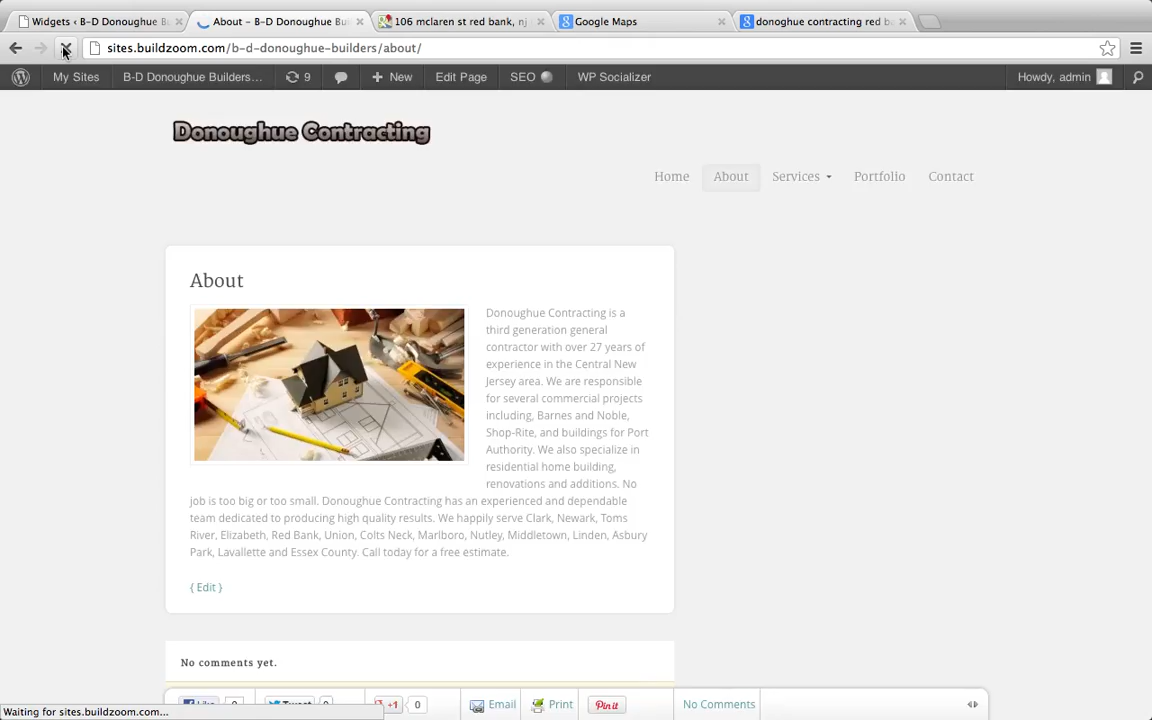 Widgets ‹ B-D Donoughue B
About – B-D Donoughue Bui
106 mclaren st red bank, nj
Google Maps
donoghue contracting red b
sites.buildzoom.com/b-d-donoughue-builders/about/
My Sites
B-D Donoughue Builders…
9
New
Edit Page
SEO
WP Socializer
Howdy, admin
Donoughue Contracting
Home
About
Services
Portfolio
Contact
About
Donoughue Contracting is a
third generation general
contractor with over 27 years of
experience in the Central New
Jersey area. We are responsible
for several commercial projects
including, Barnes and Noble,
Shop-Rite, and buildings for Port
Authority. We also specialize in
residential home building,
renovations and additions. No
job is too big or too small. Donoughue Contracting has an experienced and dependable
team dedicated to producing high quality results. We happily serve Clark, Newark, Toms
River, Elizabeth, Red Bank, Union, Colts Neck, Marlboro, Nutley, Middletown, Linden, Asbury
Park, Lavallette and Essex County. Call today for a free estimate.
{ Edit }
No comments yet.
Like
0
Tweet
0
+1
0
Email
Print
Pin it
No Comments
Waiting for sites.buildzoom.com...